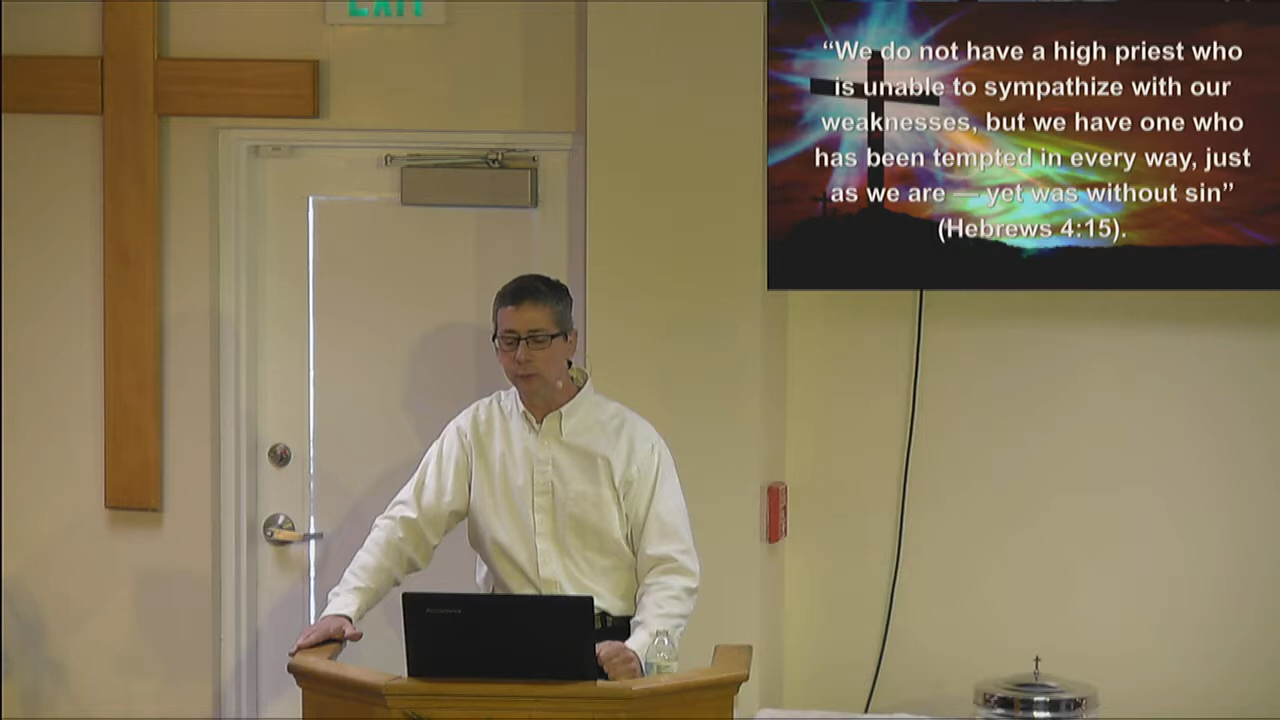 EXIT
“We do not have a high priest who
is unable to sympathize with our
weaknesses, but we have one who
has been tempted in every way, just
as we are — yet was without sin”
(Hebrews 4:15).